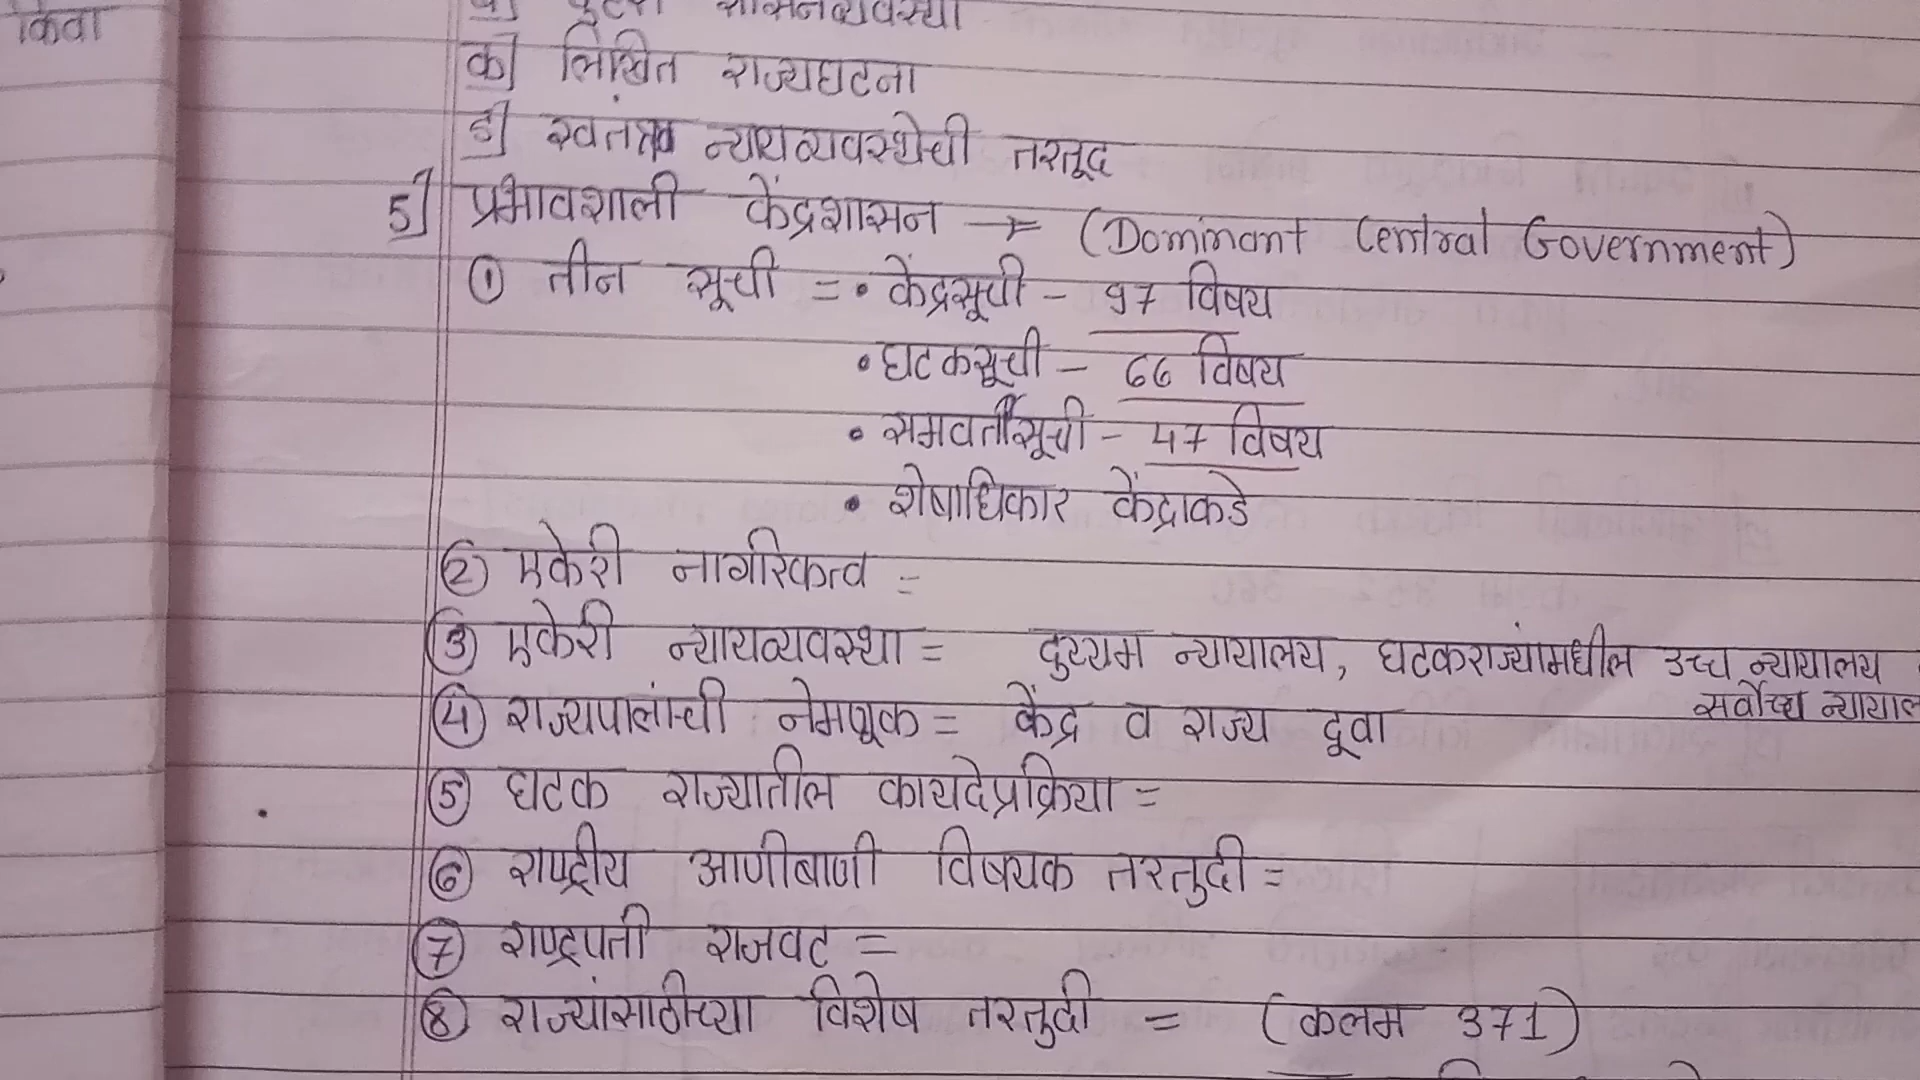 किंवा
ब] दुहेरी शासनव्यवस्था
क] लिखित राज्यघटना
ड] स्वतंत्र न्यायव्यवस्थेची तरतूद
5] प्रभावशाली केंद्रशासन → (Dominant Central Government)
① तीन सूची = • केंद्रसूची – 97 विषय
• घटकसूची – 66 विषय
• समवर्तीसूची – 47 विषय
• शेषाधिकार केंद्राकडे
② एकेरी नागरिकत्व =
③ एकेरी न्यायव्यवस्था = दुय्यम न्यायालय, घटकराज्यांमधील उच्च न्यायालय
सर्वोच्च न्यायाल
④ राज्यपालांची नेमणूक = केंद्र व राज्य दूवा
⑤ घटक राज्यातील कायदेप्रक्रिया =
⑥ राष्ट्रीय आणीबाणी विषयक तरतुदी =
⑦ राष्ट्रपती राजवट =
⑧ राज्यांसाठीच्या विशेष तरतुदी = (कलम 371)